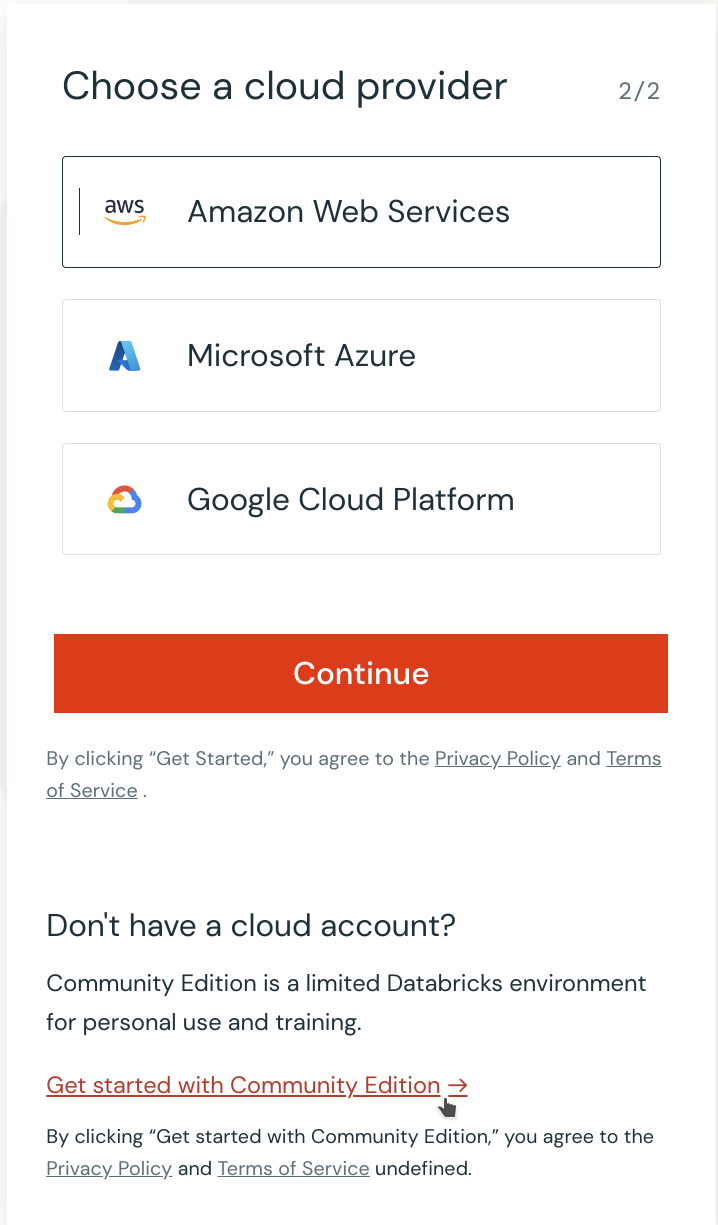 Choose a cloud provider 2/2
aws Amazon Web Services
Microsoft Azure
Google Cloud Platform
Continue
By clicking “Get Started,” you agree to the Privacy Policy and Terms
of Service .
Don't have a cloud account?
Community Edition is a limited Databricks environment
for personal use and training.
Get started with Community Edition →
By clicking “Get started with Community Edition,” you agree to the
Privacy Policy and Terms of Service undefined.